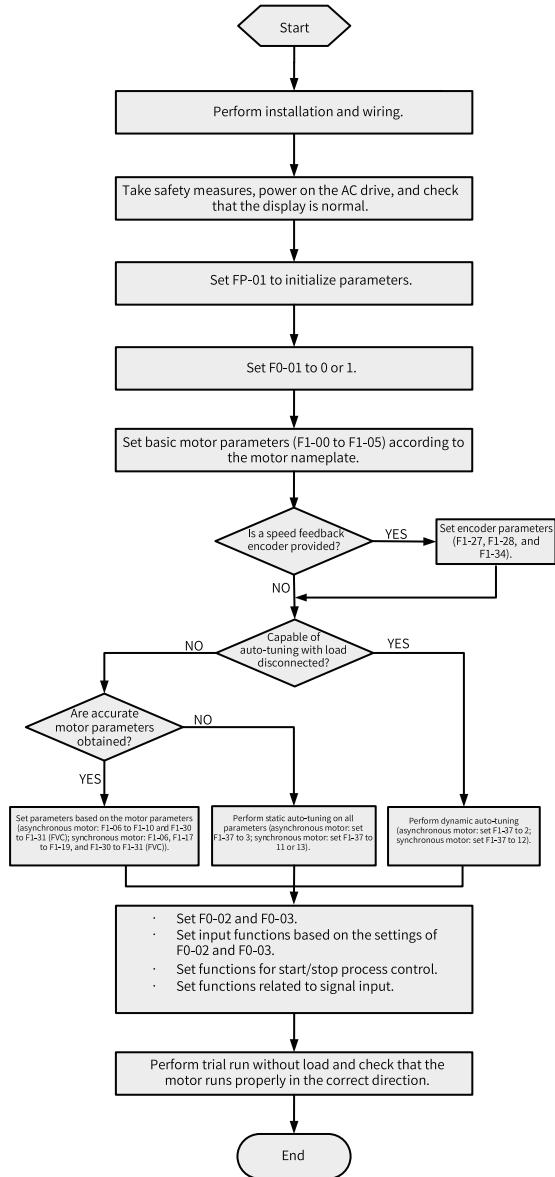 Start
Perform installation and wiring.
Take safety measures, power on the AC drive, and check
that the display is normal.
Set FP-01 to initialize parameters.
Set F0-01 to 0 or 1.
Set basic motor parameters (F1-00 to F1-05) according to
the motor nameplate.
Is a speed feedback
encoder provided?
YES
Set encoder parameters
(F1-27, F1-28, and
F1-34).
NO
Capable of
auto-tuning with load
disconnected?
NO
YES
Are accurate
motor parameters
obtained?
NO
YES
Set parameters based on the motor parameters
(asynchronous motor: F1-06 to F1-10 and F1-30
to F1-31 (FVC); synchronous motor: F1-06, F1-17
to F1-19, and F1-30 to F1-31 (FVC)).
Perform static auto-tuning on all
parameters (asynchronous motor: set
F1-37 to 3; synchronous motor: set F1-37 to
11 or 13).
Perform dynamic auto-tuning
(asynchronous motor: set F1-37 to 2;
synchronous motor: set F1-37 to 12).
· Set F0-02 and F0-03.
· Set input functions based on the settings of
F0-02 and F0-03.
· Set functions for start/stop process control.
· Set functions related to signal input.
Perform trial run without load and check that the
motor runs properly in the correct direction.
End